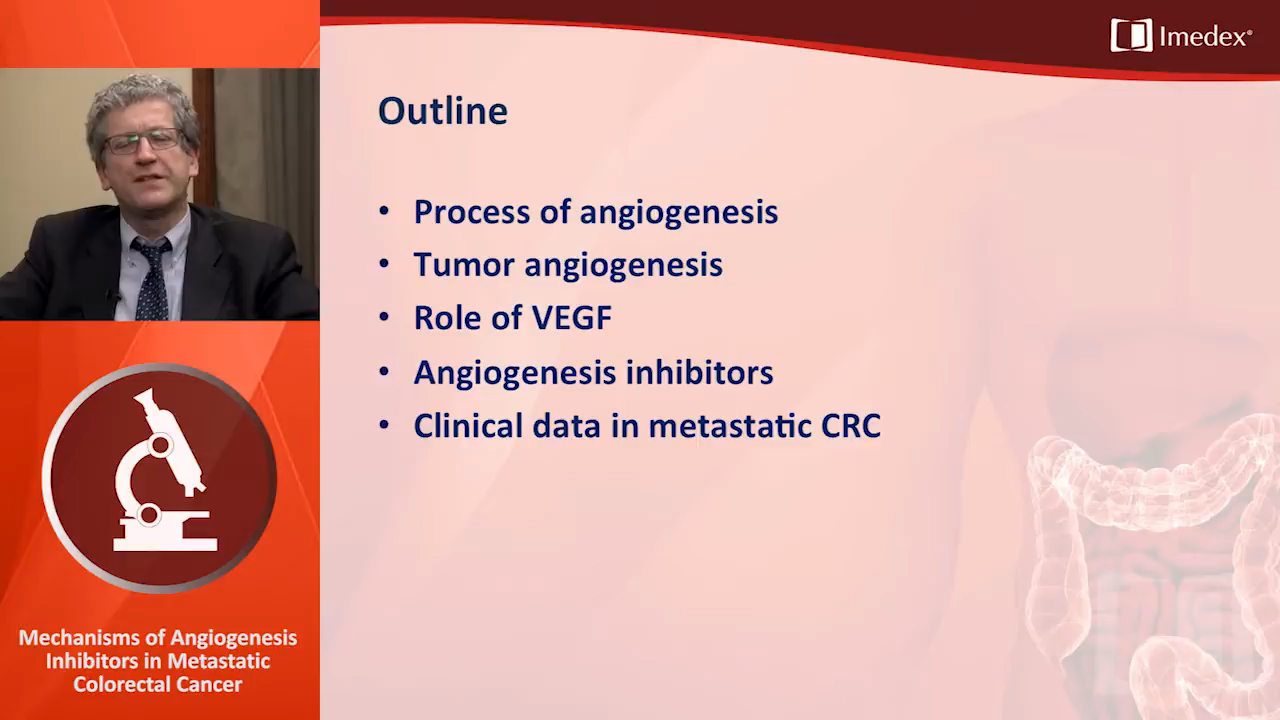 Imedex®
Outline
• Process of angiogenesis
• Tumor angiogenesis
• Role of VEGF
• Angiogenesis inhibitors
• Clinical data in metastatic CRC
Mechanisms of Angiogenesis
Inhibitors in Metastatic
Colorectal Cancer